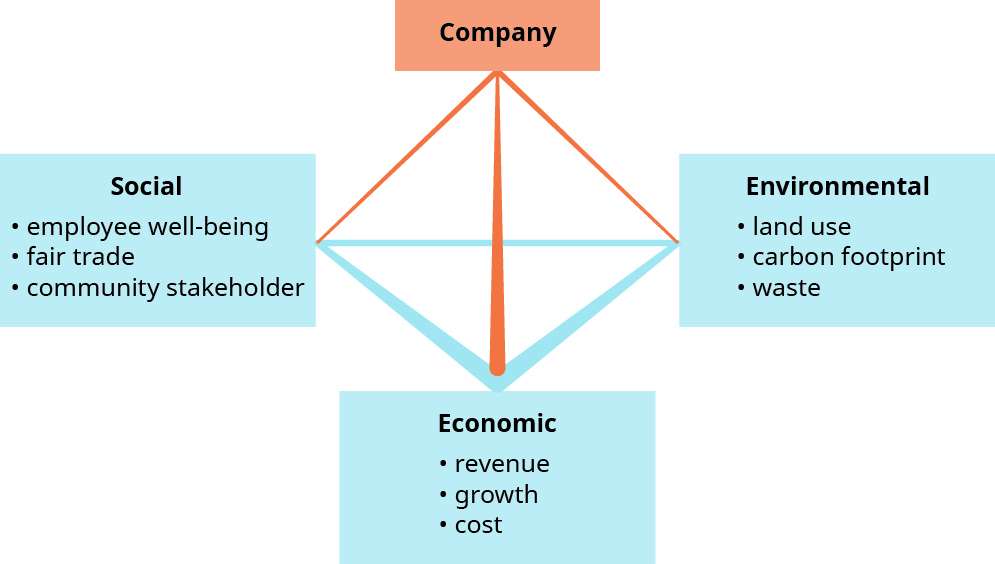 Company
Social
• employee well-being
• fair trade
• community stakeholder
Environmental
• land use
• carbon footprint
• waste
Economic
• revenue
• growth
• cost